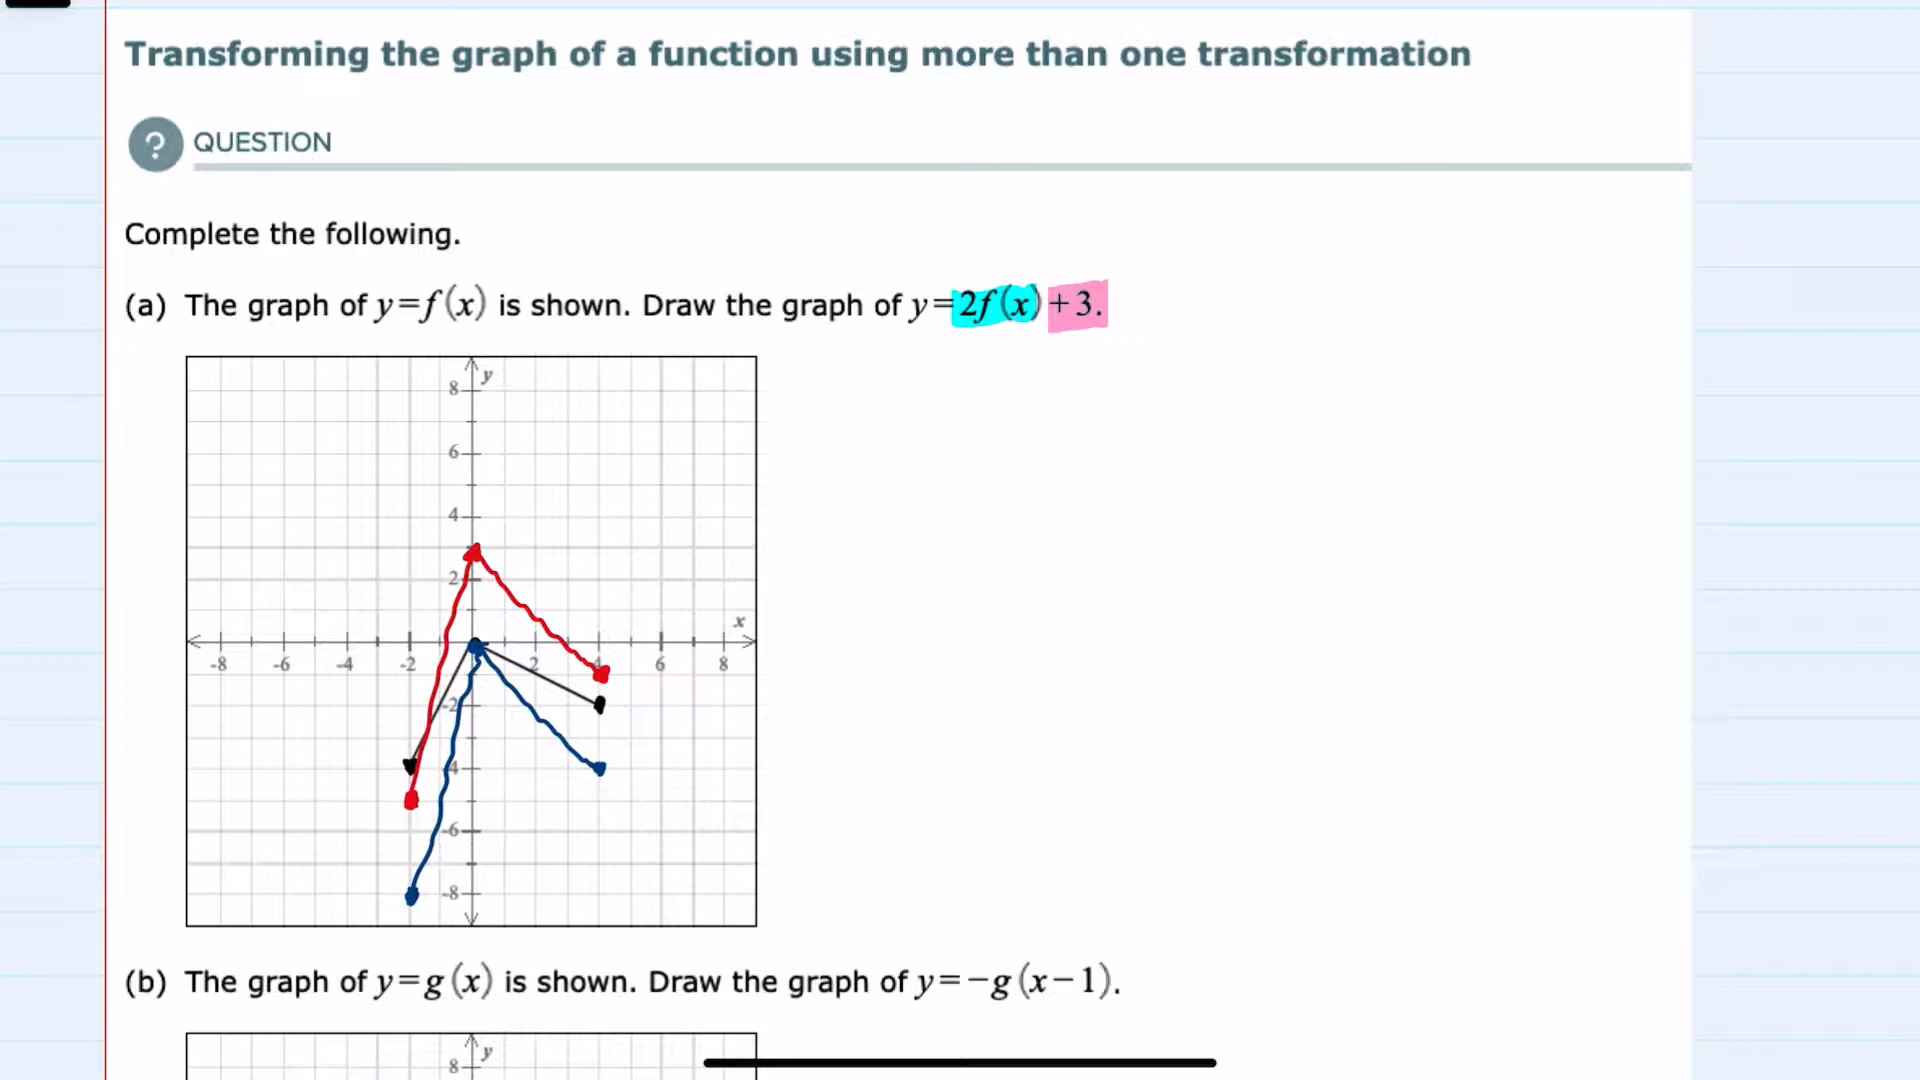 Transforming the graph of a function using more than one transformation
? QUESTION
Complete the following.
(a) The graph of y=f(x) is shown. Draw the graph of y=2f(x)+3.
y
8
6
4
2
x
-8 -6 -4 -2 2 4 6 8
-2
-4
-6
-8
(b) The graph of y=g(x) is shown. Draw the graph of y=−g(x−1).
y
8